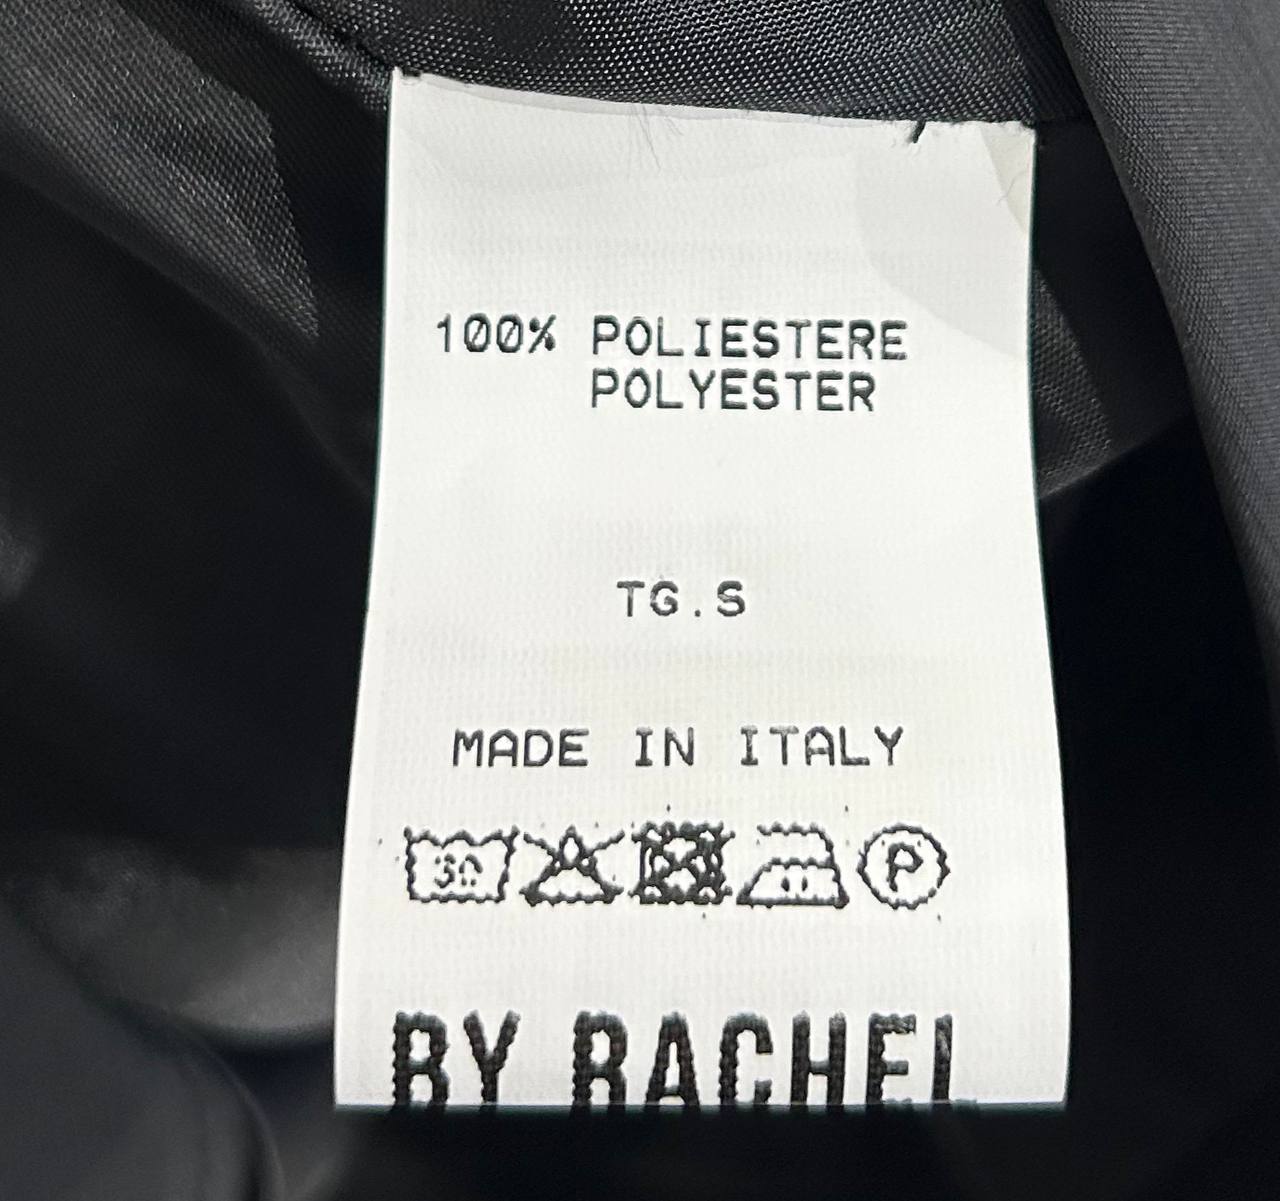 100% POLIESTERE
POLYESTER
TG.S
MADE IN ITALY
30 P
BY RACHEL